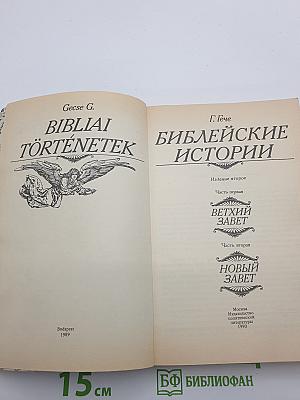 Gecse G.
BIBLIAI
TÖRTÉNETEK
Budapest
1989
Г. Гече
БИБЛЕЙСКИЕ
ИСТОРИИ
Издание второе
Часть первая
ВЕТХИЙ
ЗАВЕТ
Часть вторая
НОВЫЙ
ЗАВЕТ
Москва
Издательство
политической
литературы
1990
15 см
БФ БИБЛИОФАН